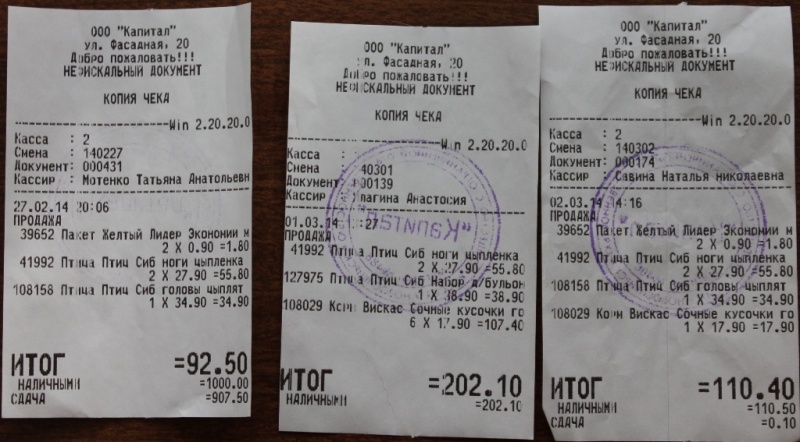 ООО "Капитал"
ул. Фасадная, 20
Добро пожаловать!!!
НЕФИСКАЛЬНЫЙ ДОКУМЕНТ
КОПИЯ ЧЕКА
Win 2.20.20.0
Касса : 2
Смена : 140227
Документ: 000431
Кассир : Мотенко Татьяна Анатольевн
27.02.14 20:06
ПРОДАЖА
39652 Пакет Желтый Лидер Экономии м
2 X 0.90 =1.80
41992 Птица Птиц Сиб ноги цыпленка
2 X 27.90 =55.80
108158 Птица Птиц Сиб головы цыплят
1 X 34.90 =34.90
ИТОГ =92.50
НАЛИЧНЫМИ =1000.00
СДАЧА =907.50
ООО "Капитал"
ул. Фасадная, 20
Добро пожаловать!!!
НЕФИСКАЛЬНЫЙ ДОКУМЕНТ
КОПИЯ ЧЕКА
Win 2.20.20.0
Касса :
Смена : 40301
Документ: 00139
Кассир : лагина Анастосия
01.03.14 :27
ПРОДАЖА
41992 Птица Птиц Сиб ноги цыпленка
2 X 27.90 =55.80
127975 Птица Птиц Сиб Набор д/бульон
1 X 38.90 =38.90
108029 Корм Вискас Сочные кусочки го
6 X 17.90 =107.40
ИТОГ =202.10
НАЛИЧНЫМИ =202.10
ООО "Капитал"
ул. Фасадная, 20
Добро пожаловать!!!
НЕФИСКАЛЬНЫЙ ДОКУМЕНТ
КОПИЯ ЧЕКА
Win 2.20.20.0
Касса : 2
Смена : 140302
Документ: 000174
Кассир : Савина Наталья николаевна
02.03.14 14:16
ПРОДАЖА
39652 Пакет Желтый Лидер Экономии м
2 X 0.90 =1.80
41992 Птица Птиц Сиб ноги цыпленка
2 X 27.90 =55.80
108158 Птица Птиц Сиб головы цыплят
1 X 34.90 =34.90
108029 Корм Вискас Сочные кусочки го
1 X 17.90 =17.90
ИТОГ =110.40
НАЛИЧНЫМИ =110.50
СДАЧА =0.10